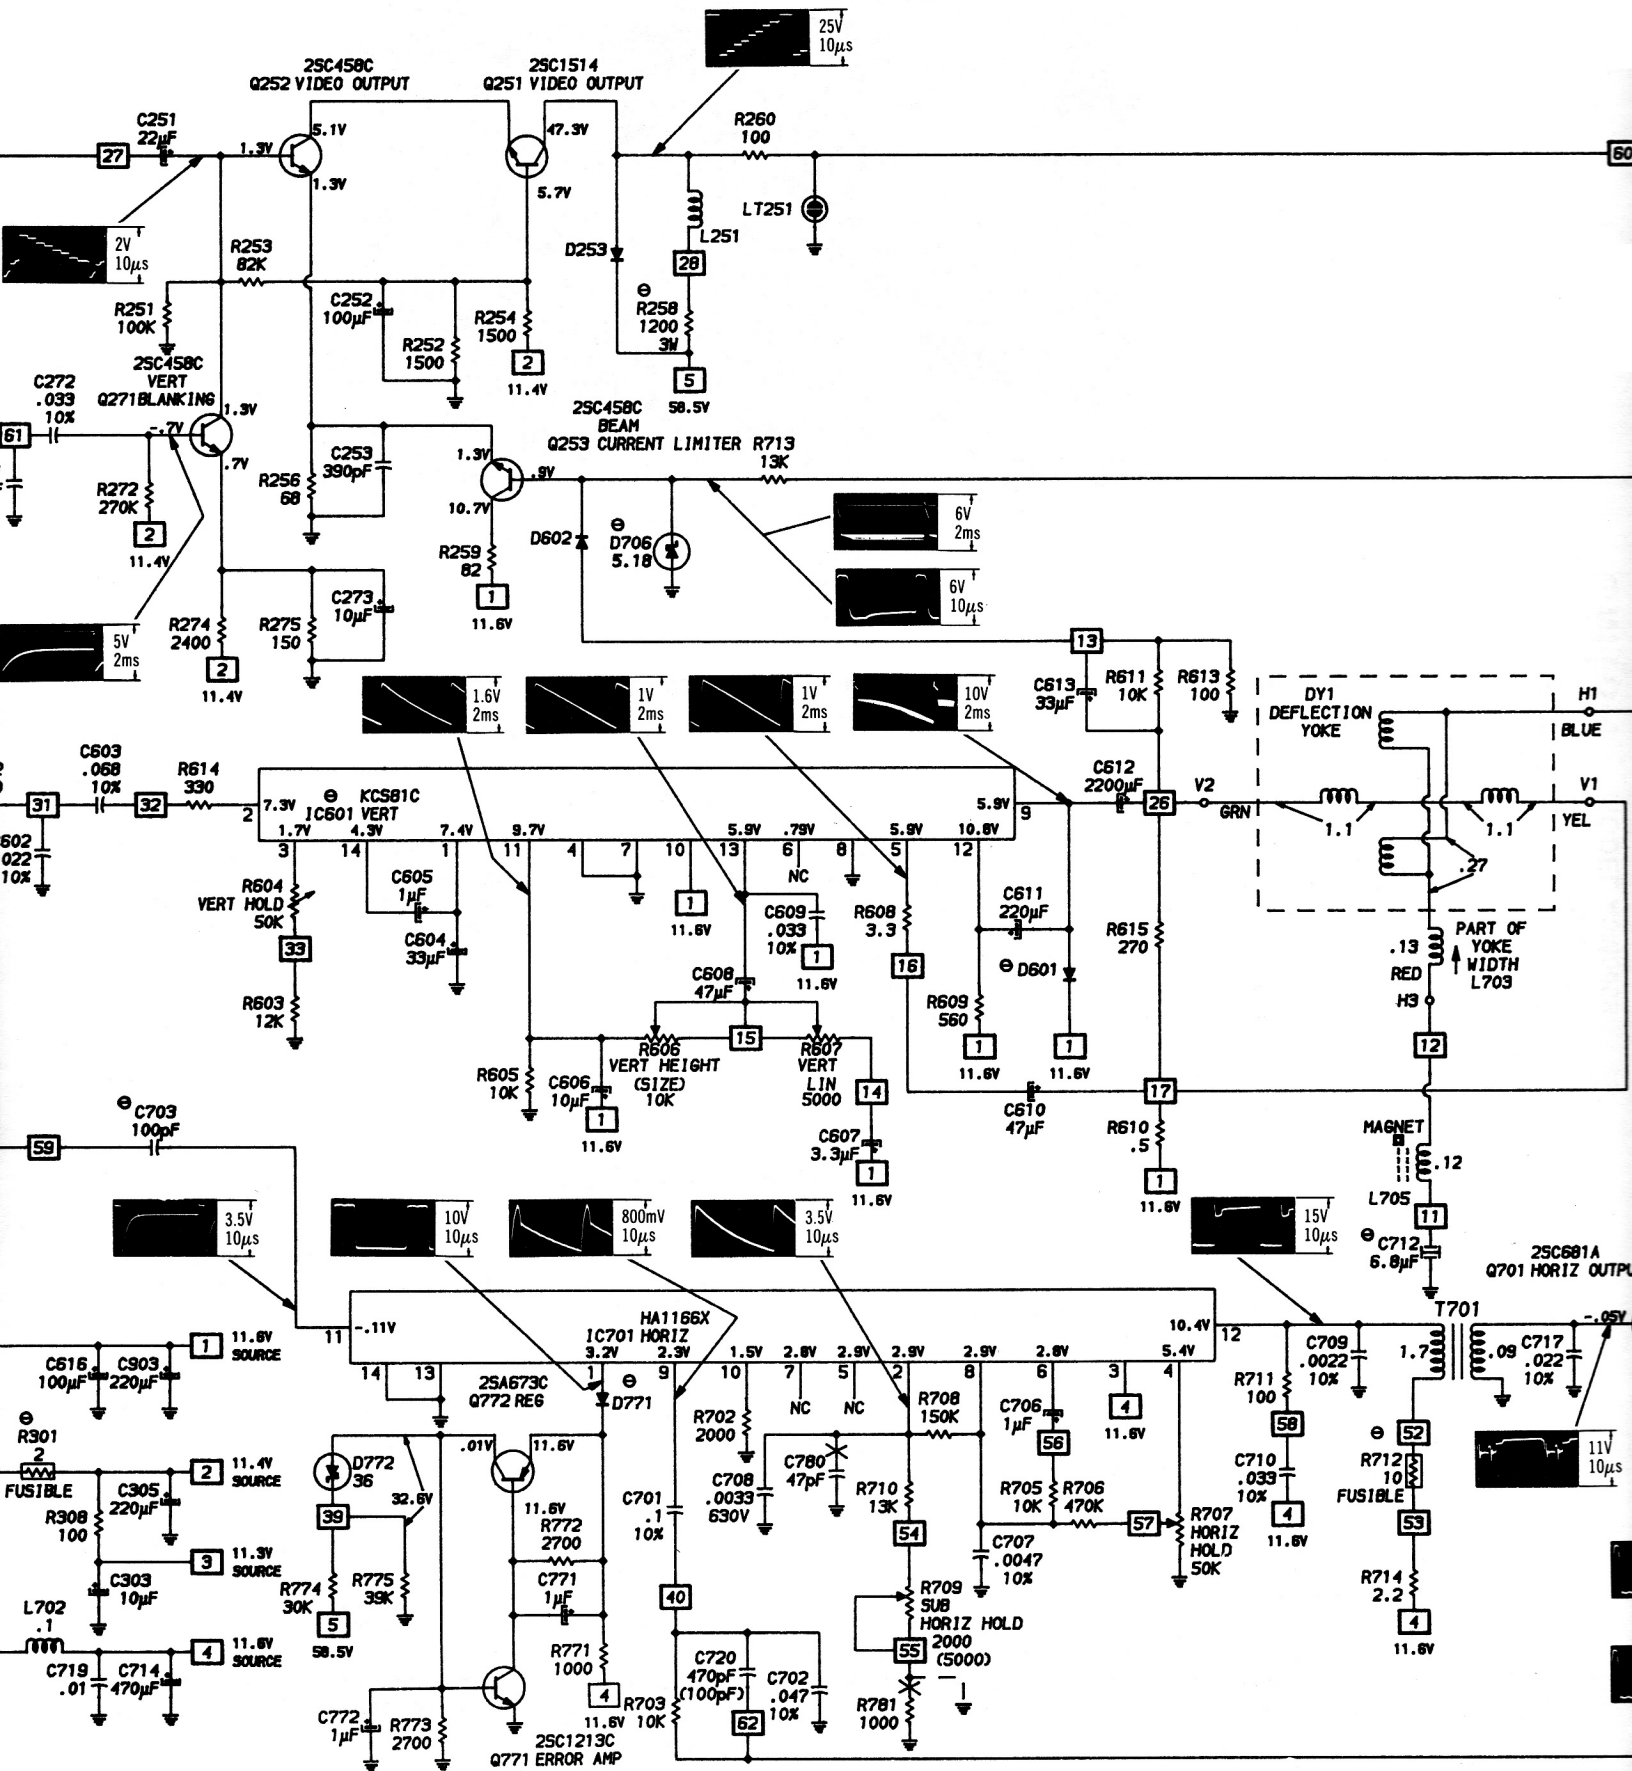 25V
10µs
2SC458C
Q252 VIDEO OUTPUT
2SC1514
Q251 VIDEO OUTPUT
C251
22µF
27
1.3V
5.1V
1.3V
47.3V
5.7V
R260
100
60
LT251
2V
10µs
R253
82K
D253
L251
28
R251
100K
C252
100µF
R252
1500
R254
1500
2
11.4V
⊖
R258
1200
3W
5
58.5V
2SC458C
VERT
Q271 BLANKING
C272
.033
10%
61
-.7V
1.3V
.7V
R272
270K
2
11.4V
2SC458C
BEAM
Q253 CURRENT LIMITER
R713
13K
C253
390pF
R256
68
1.3V
.9V
10.7V
R259
82
1
11.6V
D602
⊖
D706
5.18
6V
2ms
6V
10µs
5V
2ms
R274
2400
2
11.4V
R275
150
C273
10µF
13
C613
33µF
R611
10K
R613
100
1.6V
2ms
1V
2ms
1V
2ms
10V
2ms
DY1
DEFLECTION
YOKE
H1
BLUE
C603
.068
10%
R614
330
31
32
602
022
10%
2
7.3V
⊖ KC581C
IC601 VERT
5.9V
9
C612
2200µF
26
V2
GRN
1.1
1.1
V1
YEL
.27
1.7V
4.3V
7.4V
9.7V
5.9V
.79V
5.9V
10.8V
3
14
1
11
4
7
10
13
6
8
5
12
NC
R604
VERT HOLD
50K
33
R603
12K
C605
1µF
C604
33µF
1
11.6V
C609
.033
10%
1
11.6V
C608
47µF
R608
3.3
16
C611
220µF
⊖ D601
R609
560
1
11.6V
1
11.6V
R615
270
.13
RED
PART OF
YOKE
WIDTH
L703
H3
12
R605
10K
C606
10µF
1
11.6V
R606
VERT HEIGHT
(SIZE)
10K
15
R607
VERT
LIN
5000
14
C607
3.3µF
1
11.6V
C610
47µF
17
R610
.5
1
11.6V
⊖
C703
100pF
59
MAGNET
.12
L705
11
⊖ C712
6.8µF
3.5V
10µs
10V
10µs
800mV
10µs
3.5V
10µs
15V
10µs
2SC681A
Q701 HORIZ OUTPU
11
-.11V
HA1166X
IC701 HORIZ
10.4V
12
T701
-.05V
3.2V
2.3V
1.5V
2.8V
2.9V
2.9V
2.9V
2.8V
5.4V
14
13
1
9
10
7
5
2
8
6
3
4
NC
NC
1
11.6V
SOURCE
C616
100µF
C903
220µF
C709
.0022
10%
1.7
.09
C717
.022
10%
⊖
R301
2
FUSIBLE
2
11.4V
SOURCE
C305
220µF
R308
100
3
11.3V
SOURCE
C303
10µF
L702
.1
4
11.6V
SOURCE
C719
.01
C714
470µF
2SA673C
Q772 REG
⊖
D771
.01V
11.6V
11.6V
D772
36
32.6V
39
R774
30K
5
58.5V
R775
39K
R772
2700
C771
1µF
R771
1000
4
11.6V
C772
1µF
R773
2700
2SC1213C
Q771 ERROR AMP
R702
2000
C701
.1
10%
40
R703
10K
C708
.0033
630V
C780
47pF
R708
150K
R710
13K
54
R709
SUB
HORIZ HOLD
2000
(5000)
55
R781
1000
C720
470pF
(100pF)
62
C702
.047
10%
C706
1µF
56
R705
10K
R706
470K
C707
.0047
10%
57
R707
HORIZ
HOLD
50K
4
11.6V
R711
100
58
C710
.033
10%
4
11.6V
52
⊖
R712
10
FUSIBLE
53
R714
2.2
4
11.6V
11V
10µs